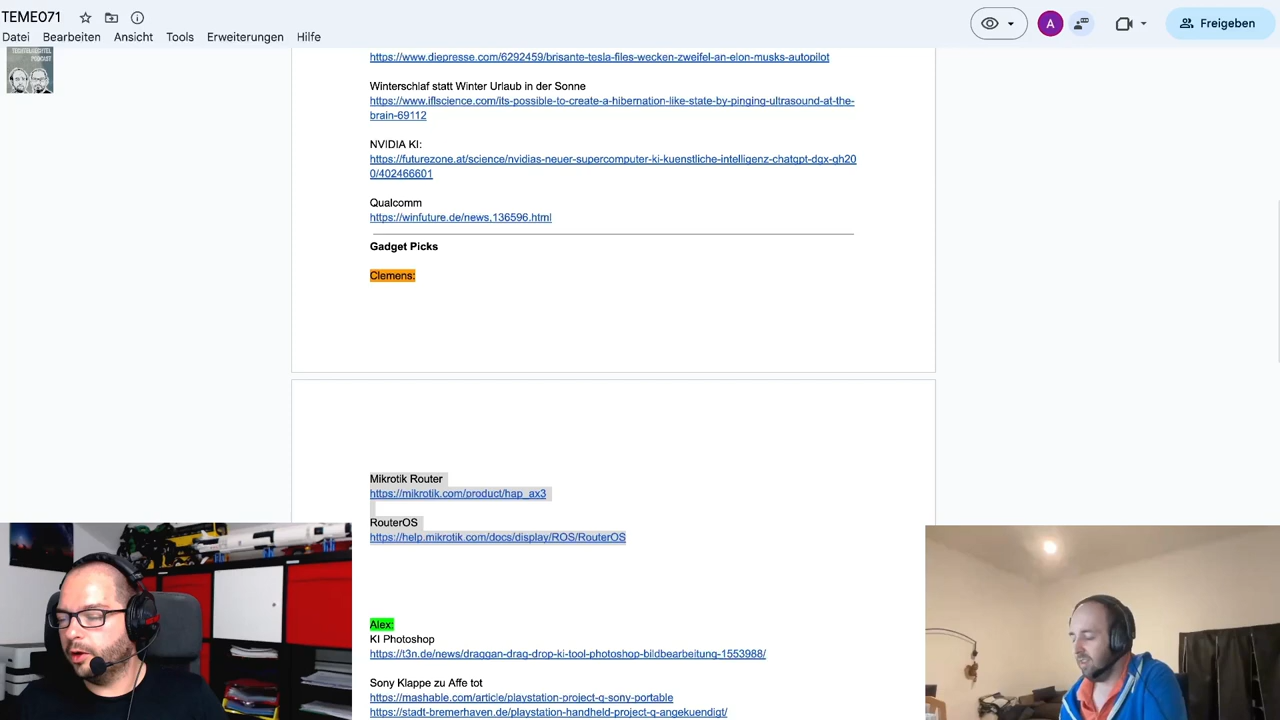 TEME071
Datei Bearbeiten Ansicht Tools Erweiterungen Hilfe
A
Freigeben
PODCAST
https://www.diepresse.com/6292459/brisante-tesla-files-wecken-zweifel-an-elon-musks-autopilot
Winterschlaf statt Winter Urlaub in der Sonne
https://www.iflscience.com/its-possible-to-create-a-hibernation-like-state-by-pinging-ultrasound-at-the-
brain-69112
NVIDIA KI:
https://futurezone.at/science/nvidias-neuer-supercomputer-ki-kuenstliche-intelligenz-chatgpt-dgx-gh20
0/402466601
Qualcomm
https://winfuture.de/news,136596.html
Gadget Picks
Clemens:
Mikrotik Router
https://mikrotik.com/product/hap_ax3
RouterOS
https://help.mikrotik.com/docs/display/ROS/RouterOS
Alex:
KI Photoshop
https://t3n.de/news/draggan-drag-drop-ki-tool-photoshop-bildbearbeitung-1553988/
Sony Klappe zu Affe tot
https://mashable.com/article/playstation-project-q-sony-portable
https://stadt-bremerhaven.de/playstation-handheld-project-q-angekuendigt/